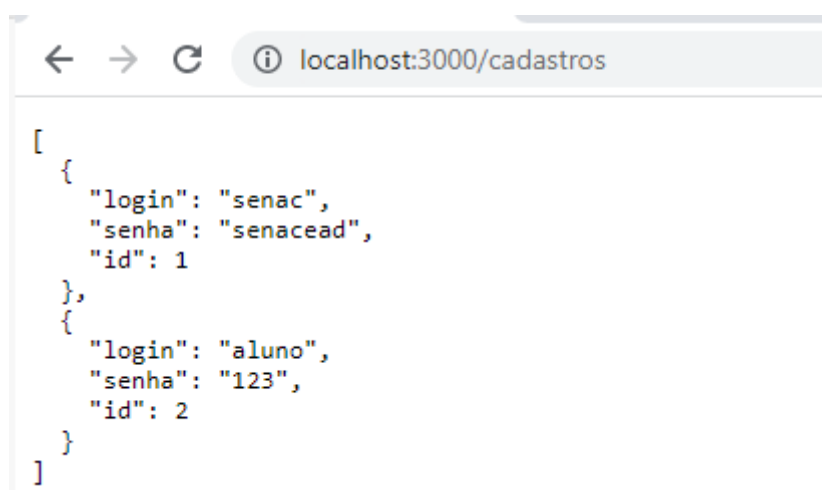 localhost:3000/cadastros
[
  {
    "login": "senac",
    "senha": "senacead",
    "id": 1
  },
  {
    "login": "aluno",
    "senha": "123",
    "id": 2
  }
]